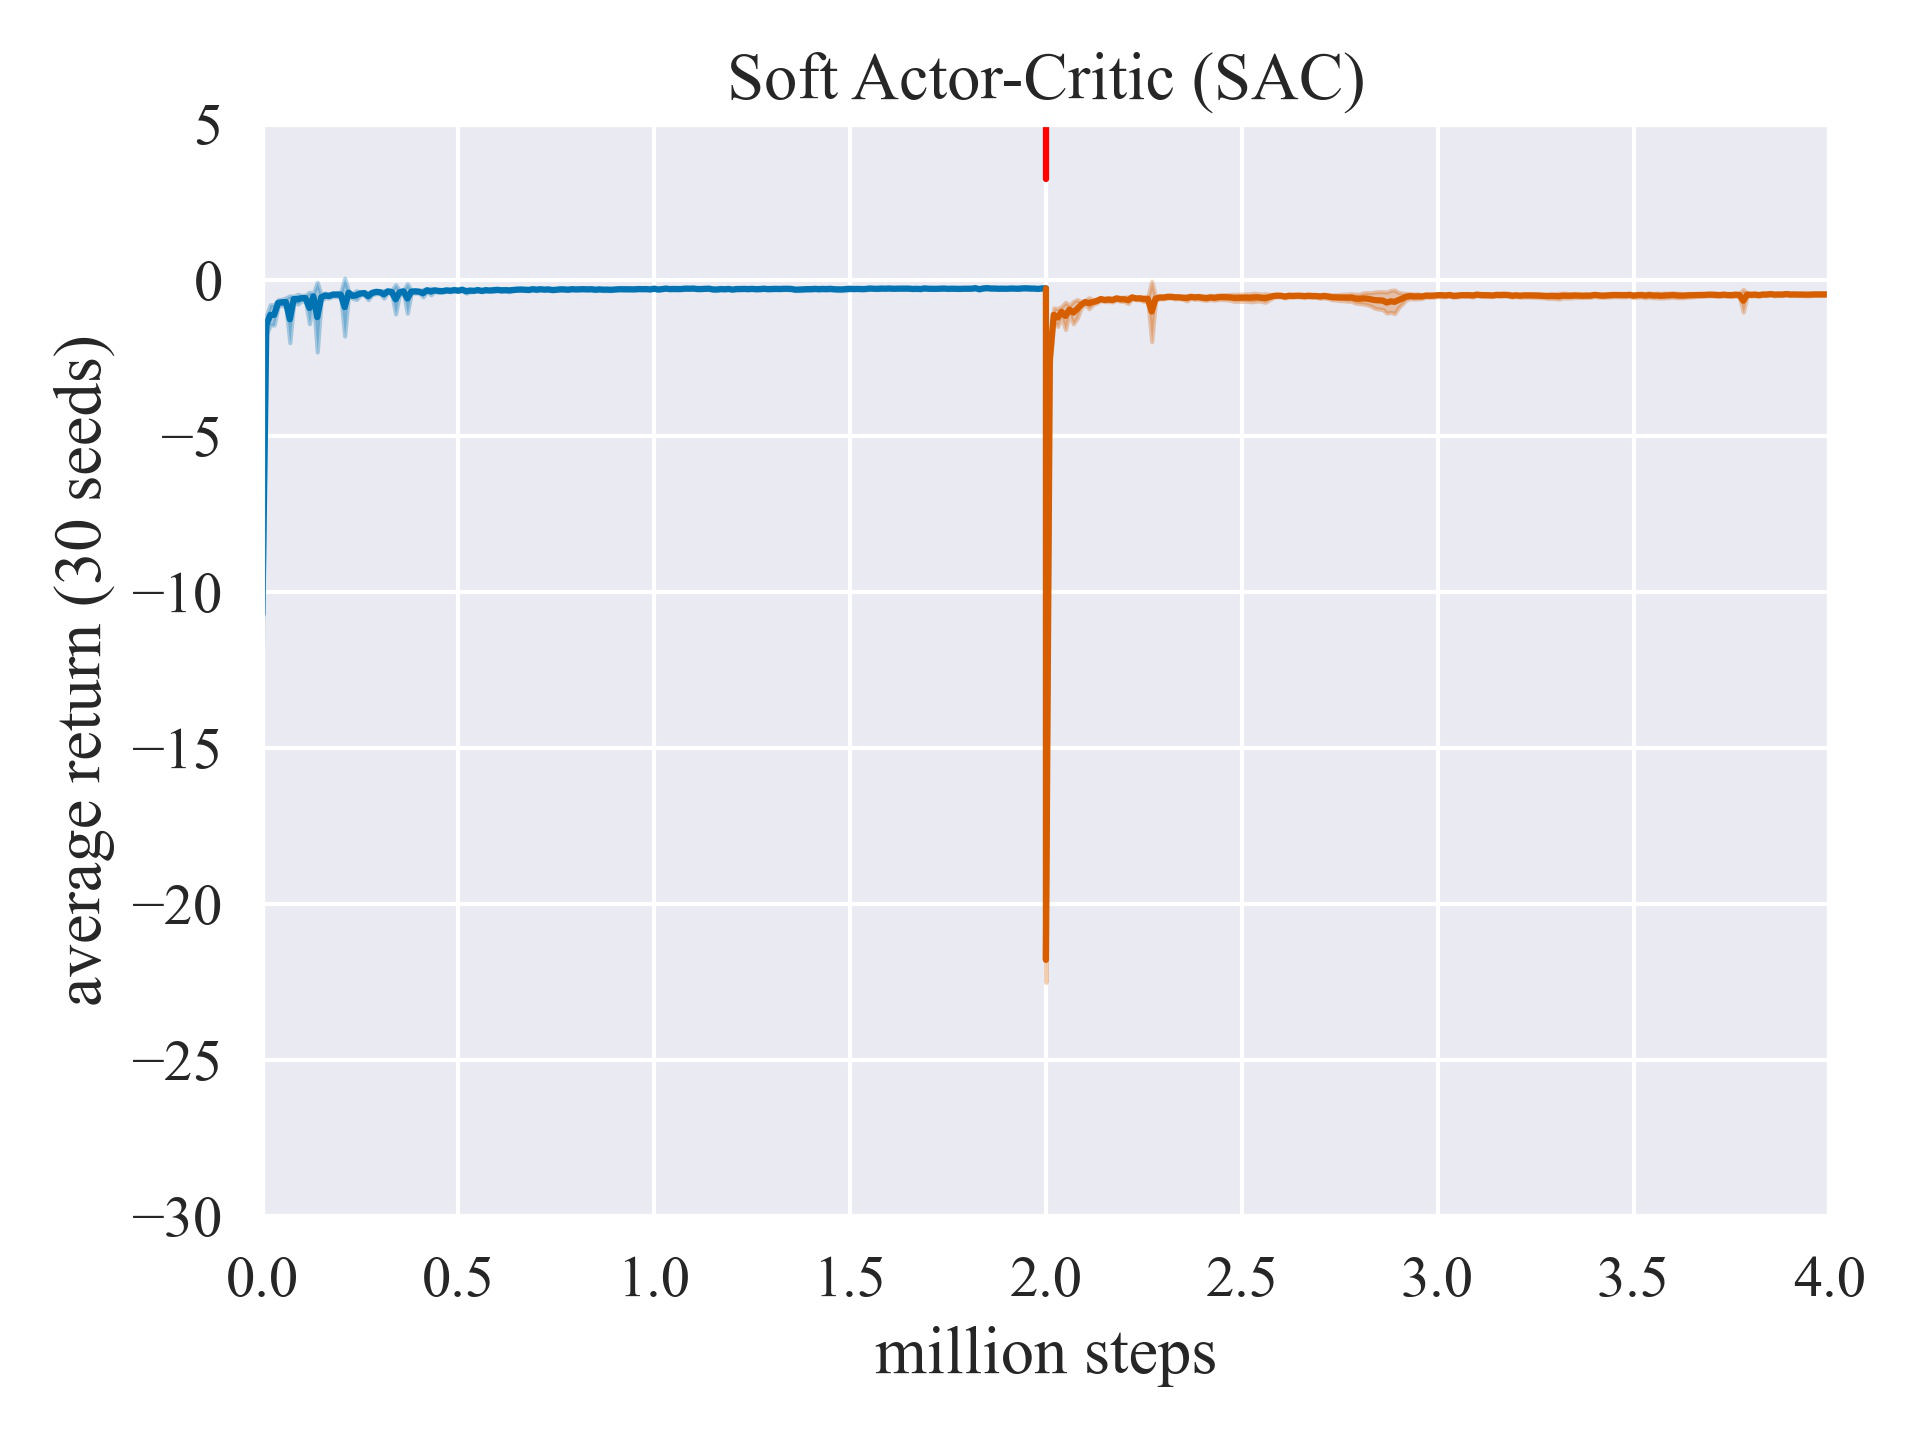 Soft Actor-Critic (SAC)
5
0
−5
−10
−15
−20
−25
−30
average return (30 seeds)
0.0 0.5 1.0 1.5 2.0 2.5 3.0 3.5 4.0
million steps